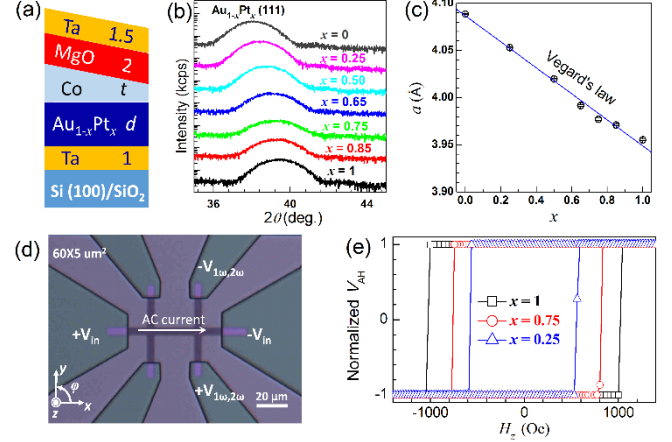 (a)
Ta 1.5
MgO 2
Co t
Au1-xPtx d
Ta 1
Si (100)/SiO2
(b)
Au1-xPtx (111)
x = 0
x = 0.25
x = 0.50
x = 0.65
x = 0.75
x = 0.85
x = 1
Intensity (kcps)
36 40 44
2θ(deg.)
(c)
4.10
4.05
4.00
3.95
3.90
a (Å)
Vegard's law
0.0 0.2 0.4 0.6 0.8 1.0
x
(d)
60X5 um2
-V1ω,2ω
AC current
+Vin
-Vin
+V1ω,2ω
y
φ
z
x
20 μm
(e)
1
0
-1
Normalized VAH
x = 1
x = 0.75
x = 0.25
-1000 0 1000
Hz (Oe)